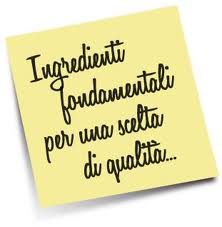 Ingredienti
fondamentali
per una scelta
di qualità...